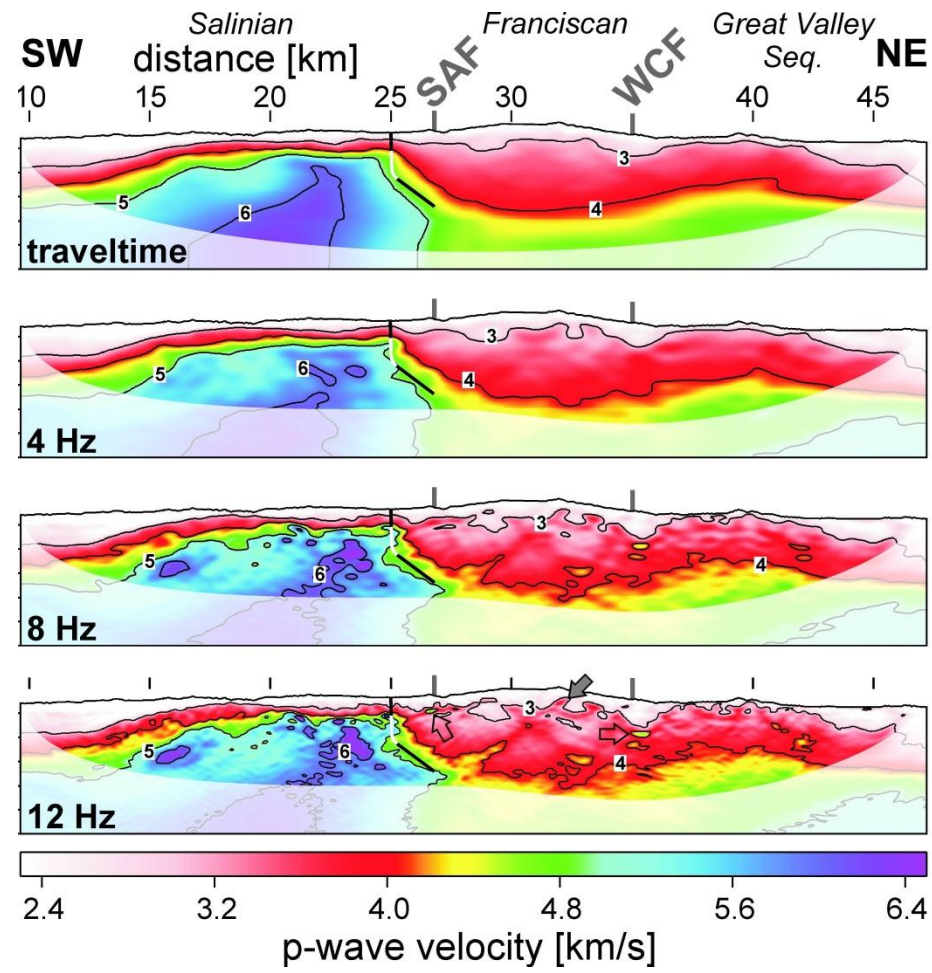 Salinian Franciscan Great Valley Seq.
SW distance [km] SAF WCF NE
10 15 20 25 30 40 45
3
5 6 4
traveltime
3
5 6 4
4 Hz
3
5 6 4
8 Hz
3
5 6 4
12 Hz
2.4 3.2 4.0 4.8 5.6 6.4
p-wave velocity [km/s]